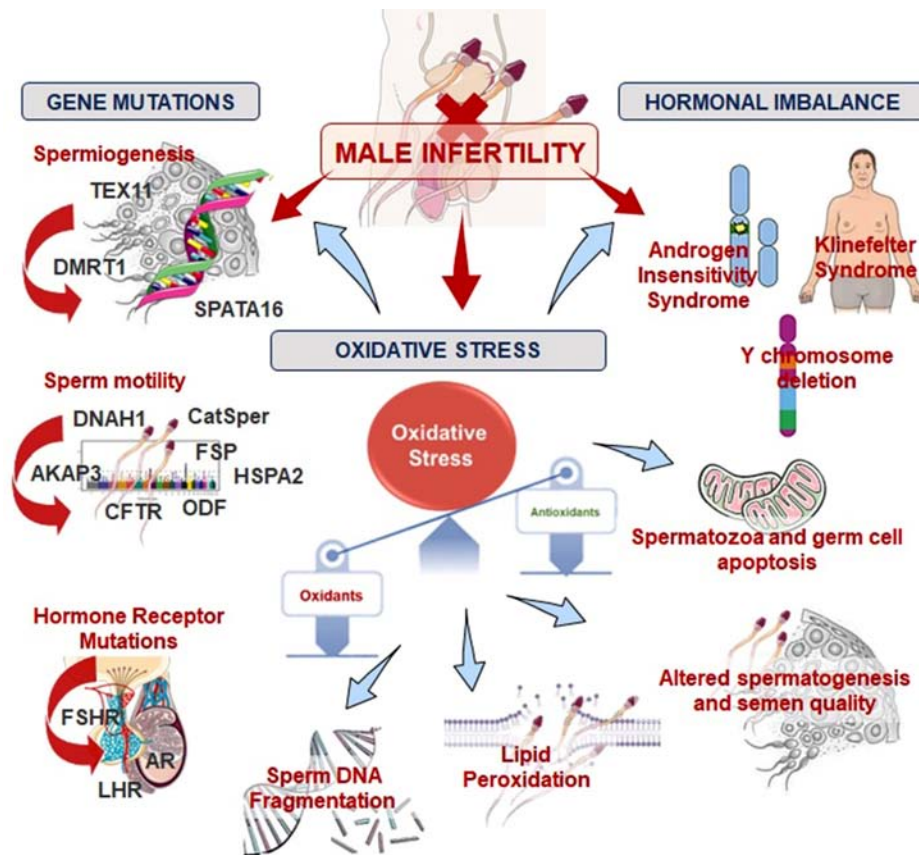 GENE MUTATIONS
HORMONAL IMBALANCE
MALE INFERTILITY
Spermiogenesis
TEX11
DMRT1
SPATA16
Androgen
Insensitivity
Syndrome
Klinefelter
Syndrome
OXIDATIVE STRESS
Y chromosome
deletion
Sperm motility
DNAH1
CatSper
FSP
AKAP3
HSPA2
CFTR
ODF
Oxidative
Stress
Antioxidants
Oxidants
Spermatozoa and germ cell
apoptosis
Hormone Receptor
Mutations
FSHR
AR
LHR
Altered spermatogenesis
and semen quality
Sperm DNA
Fragmentation
Lipid
Peroxidation